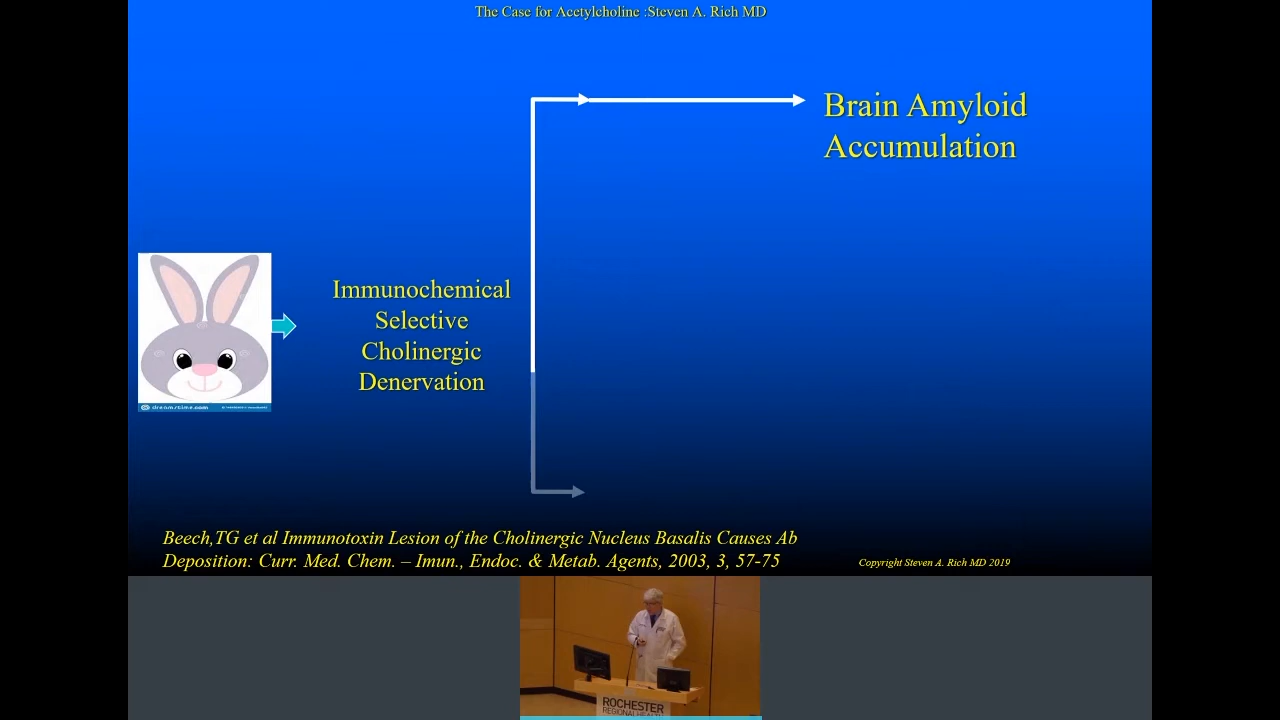 The Case for Acetylcholine :Steven A. Rich MD
Brain Amyloid
Accumulation
Immunochemical
Selective
Cholinergic
Denervation
dreamstime.com
Beech,TG et al Immunotoxin Lesion of the Cholinergic Nucleus Basalis Causes Ab
Deposition: Curr. Med. Chem. – Imun., Endoc. & Metab. Agents, 2003, 3, 57-75
Copyright Steven A. Rich MD 2019
ROCHESTER
REGIONAL HEALTH